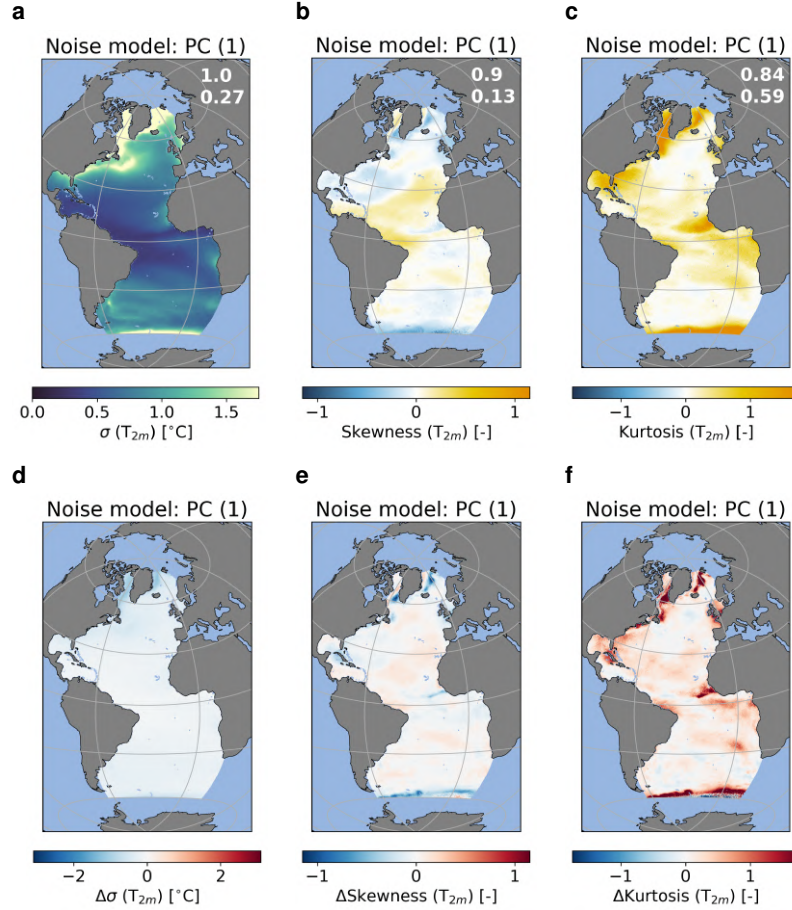 a
b
c
Noise model: PC (1)
Noise model: PC (1)
Noise model: PC (1)
1.0
0.27
0.9
0.13
0.84
0.59
0.0 0.5 1.0 1.5
σ (T2m) [°C]
−1 0 1
Skewness (T2m) [-]
−1 0 1
Kurtosis (T2m) [-]
d
e
f
Noise model: PC (1)
Noise model: PC (1)
Noise model: PC (1)
−2 0 2
Δσ (T2m) [°C]
−1 0 1
ΔSkewness (T2m) [-]
−1 0 1
ΔKurtosis (T2m) [-]